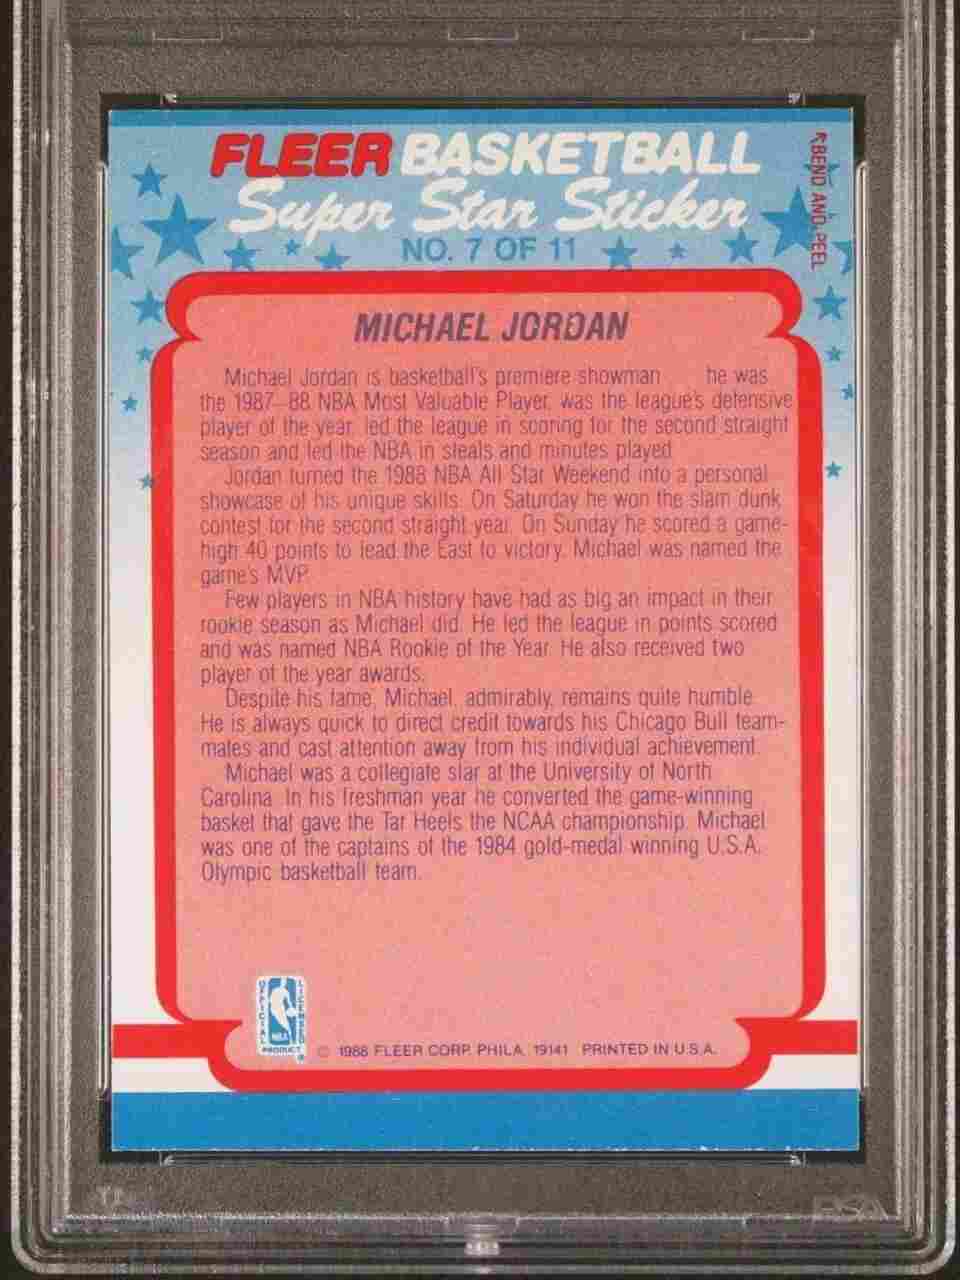 FLEER BASKETBALL
Super Star Sticker
NO. 7 OF 11
BEND AND PEEL
MICHAEL JORDAN
Michael Jordan is basketball's premiere showman he was
the 1987-88 NBA Most Valuable Player, was the league's defensive
player of the year, led the league in scoring for the second straight
season and led the NBA in steals and minutes played
Jordan turned the 1988 NBA All Star Weekend into a personal
showcase of his unique skills. On Saturday he won the slam dunk
contest for the second straight year. On Sunday he scored a game-
high 40 points to lead the East to victory. Michael was named the
game's MVP.
Few players in NBA history have had as big an impact in their
rookie season as Michael did. He led the league in points scored
and was named NBA Rookie of the Year. He also received two
player of the year awards.
Despite his fame, Michael, admirably, remains quite humble.
He is always quick to direct credit towards his Chicago Bull team-
mates and cast attention away from his individual achievement.
Michael was a collegiate star at the University of North
Carolina. In his freshman year he converted the game-winning
basket that gave the Tar Heels the NCAA championship. Michael
was one of the captains of the 1984 gold-medal winning U.S.A.
Olympic basketball team.
OFFICIAL LICENSED
NBA
PRODUCT ®
© 1988 FLEER CORP. PHILA. 19141 PRINTED IN U.S.A.
PSA